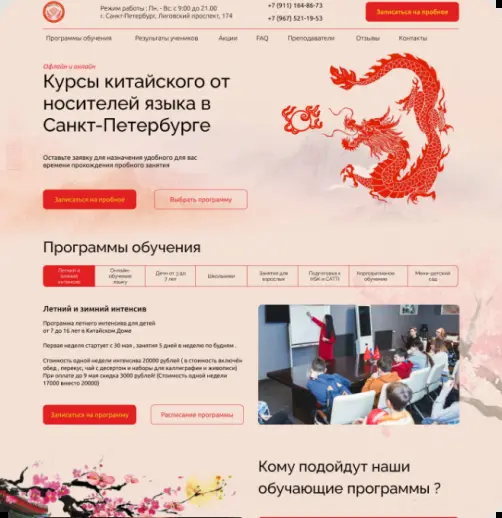 Режим работы : Пн. - Вс: с 9:00 до 21.00
г. Санкт-Петербург, Лиговский проспект, 174
+7 (911) 164-86-73
+7 (967) 521-19-53
Записаться на пробное
Программы обучения Результаты учеников Акции FAQ Преподаватели Отзывы Контакты
Офлайн и онлайн
Курсы китайского от
носителей языка в
Санкт-Петербурге
Оставьте заявку для назначения удобного для вас
времени прохождения пробного занятия
Записаться на пробное
Выбрать программу
Программы обучения
Летний и
зимний
интенсив
Онлайн-
обучение
языку
Дети от 3 до
7 лет
Школьники
Занятия для
взрослых
Подготовка к
HSK и CATTI
Корпоративное
обучение
Мини-детский
сад
Летний и зимний интенсив
Программа летнего интенсива для детей
от 7 до 16 лет в Китайском Доме
Первая неделя стартует с 30 мая , занятия 5 дней в неделю по будням .
Стоимость одной недели интенсива 20000 рублей ( в стоимость включён
обед , перекус, чай с десертом и наборы для каллиграфии и живописи)
При оплате до 9 мая скидка 3000 рублей! (Стоимость одной недели
17000 вместо 20000)
Записаться на программу
Расписание программы
Кому подойдут наши
обучающие программы ?